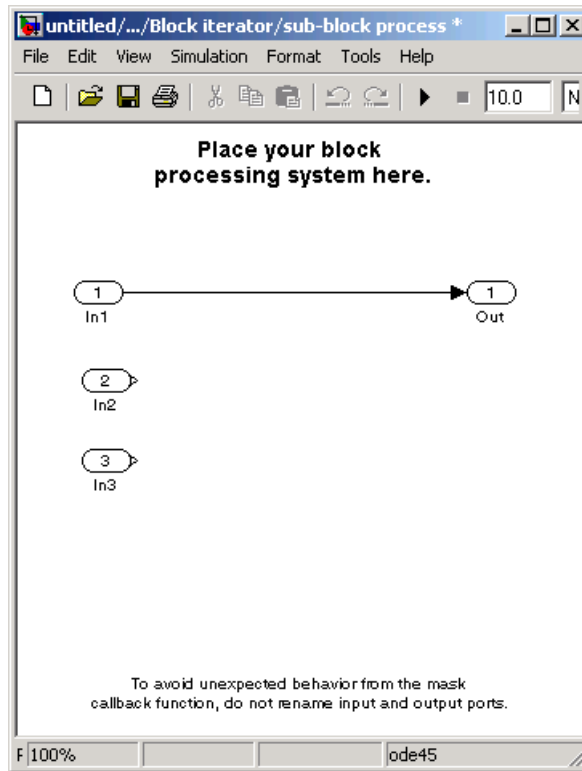 untitled/.../Block iterator/sub-block process *
File Edit View Simulation Format Tools Help
10.0 N
Place your block
processing system here.
1 1
In1 Out
2
In2
3
In3
To avoid unexpected behavior from the mask
callback function, do not rename input and output ports.
F 100% ode45